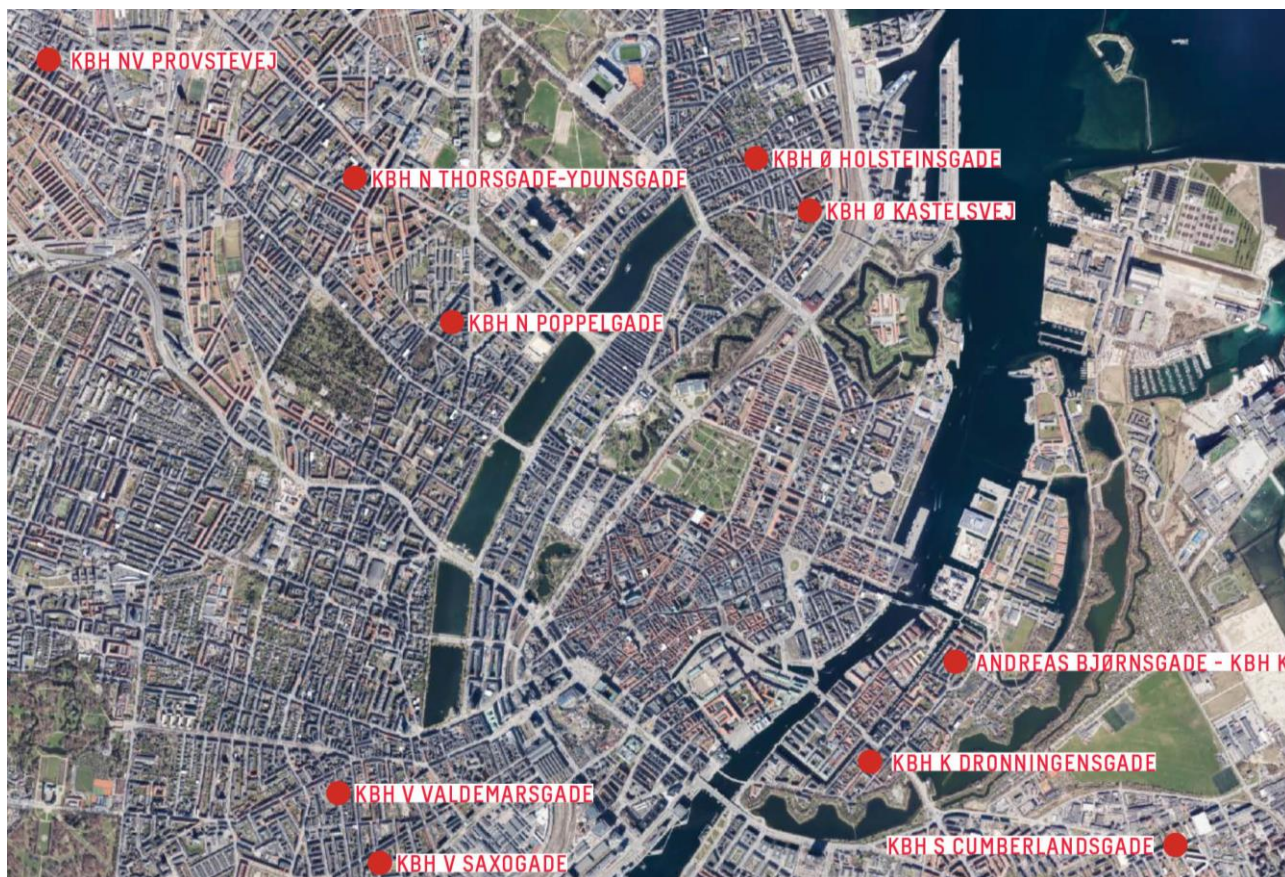 KBH NV PROVSTEVEJ
KBH Ø HOLSTEINSGADE
KBH N THORSGADE-YDUNSGADE
KBH Ø KASTELSVEJ
KBH N POPPELGADE
ANDREAS BJØRNSGADE - KBH K
KBH K DRONNINGENSGADE
KBH V VALDEMARSGADE
KBH S CUMBERLANDSGADE
KBH V SAXOGADE